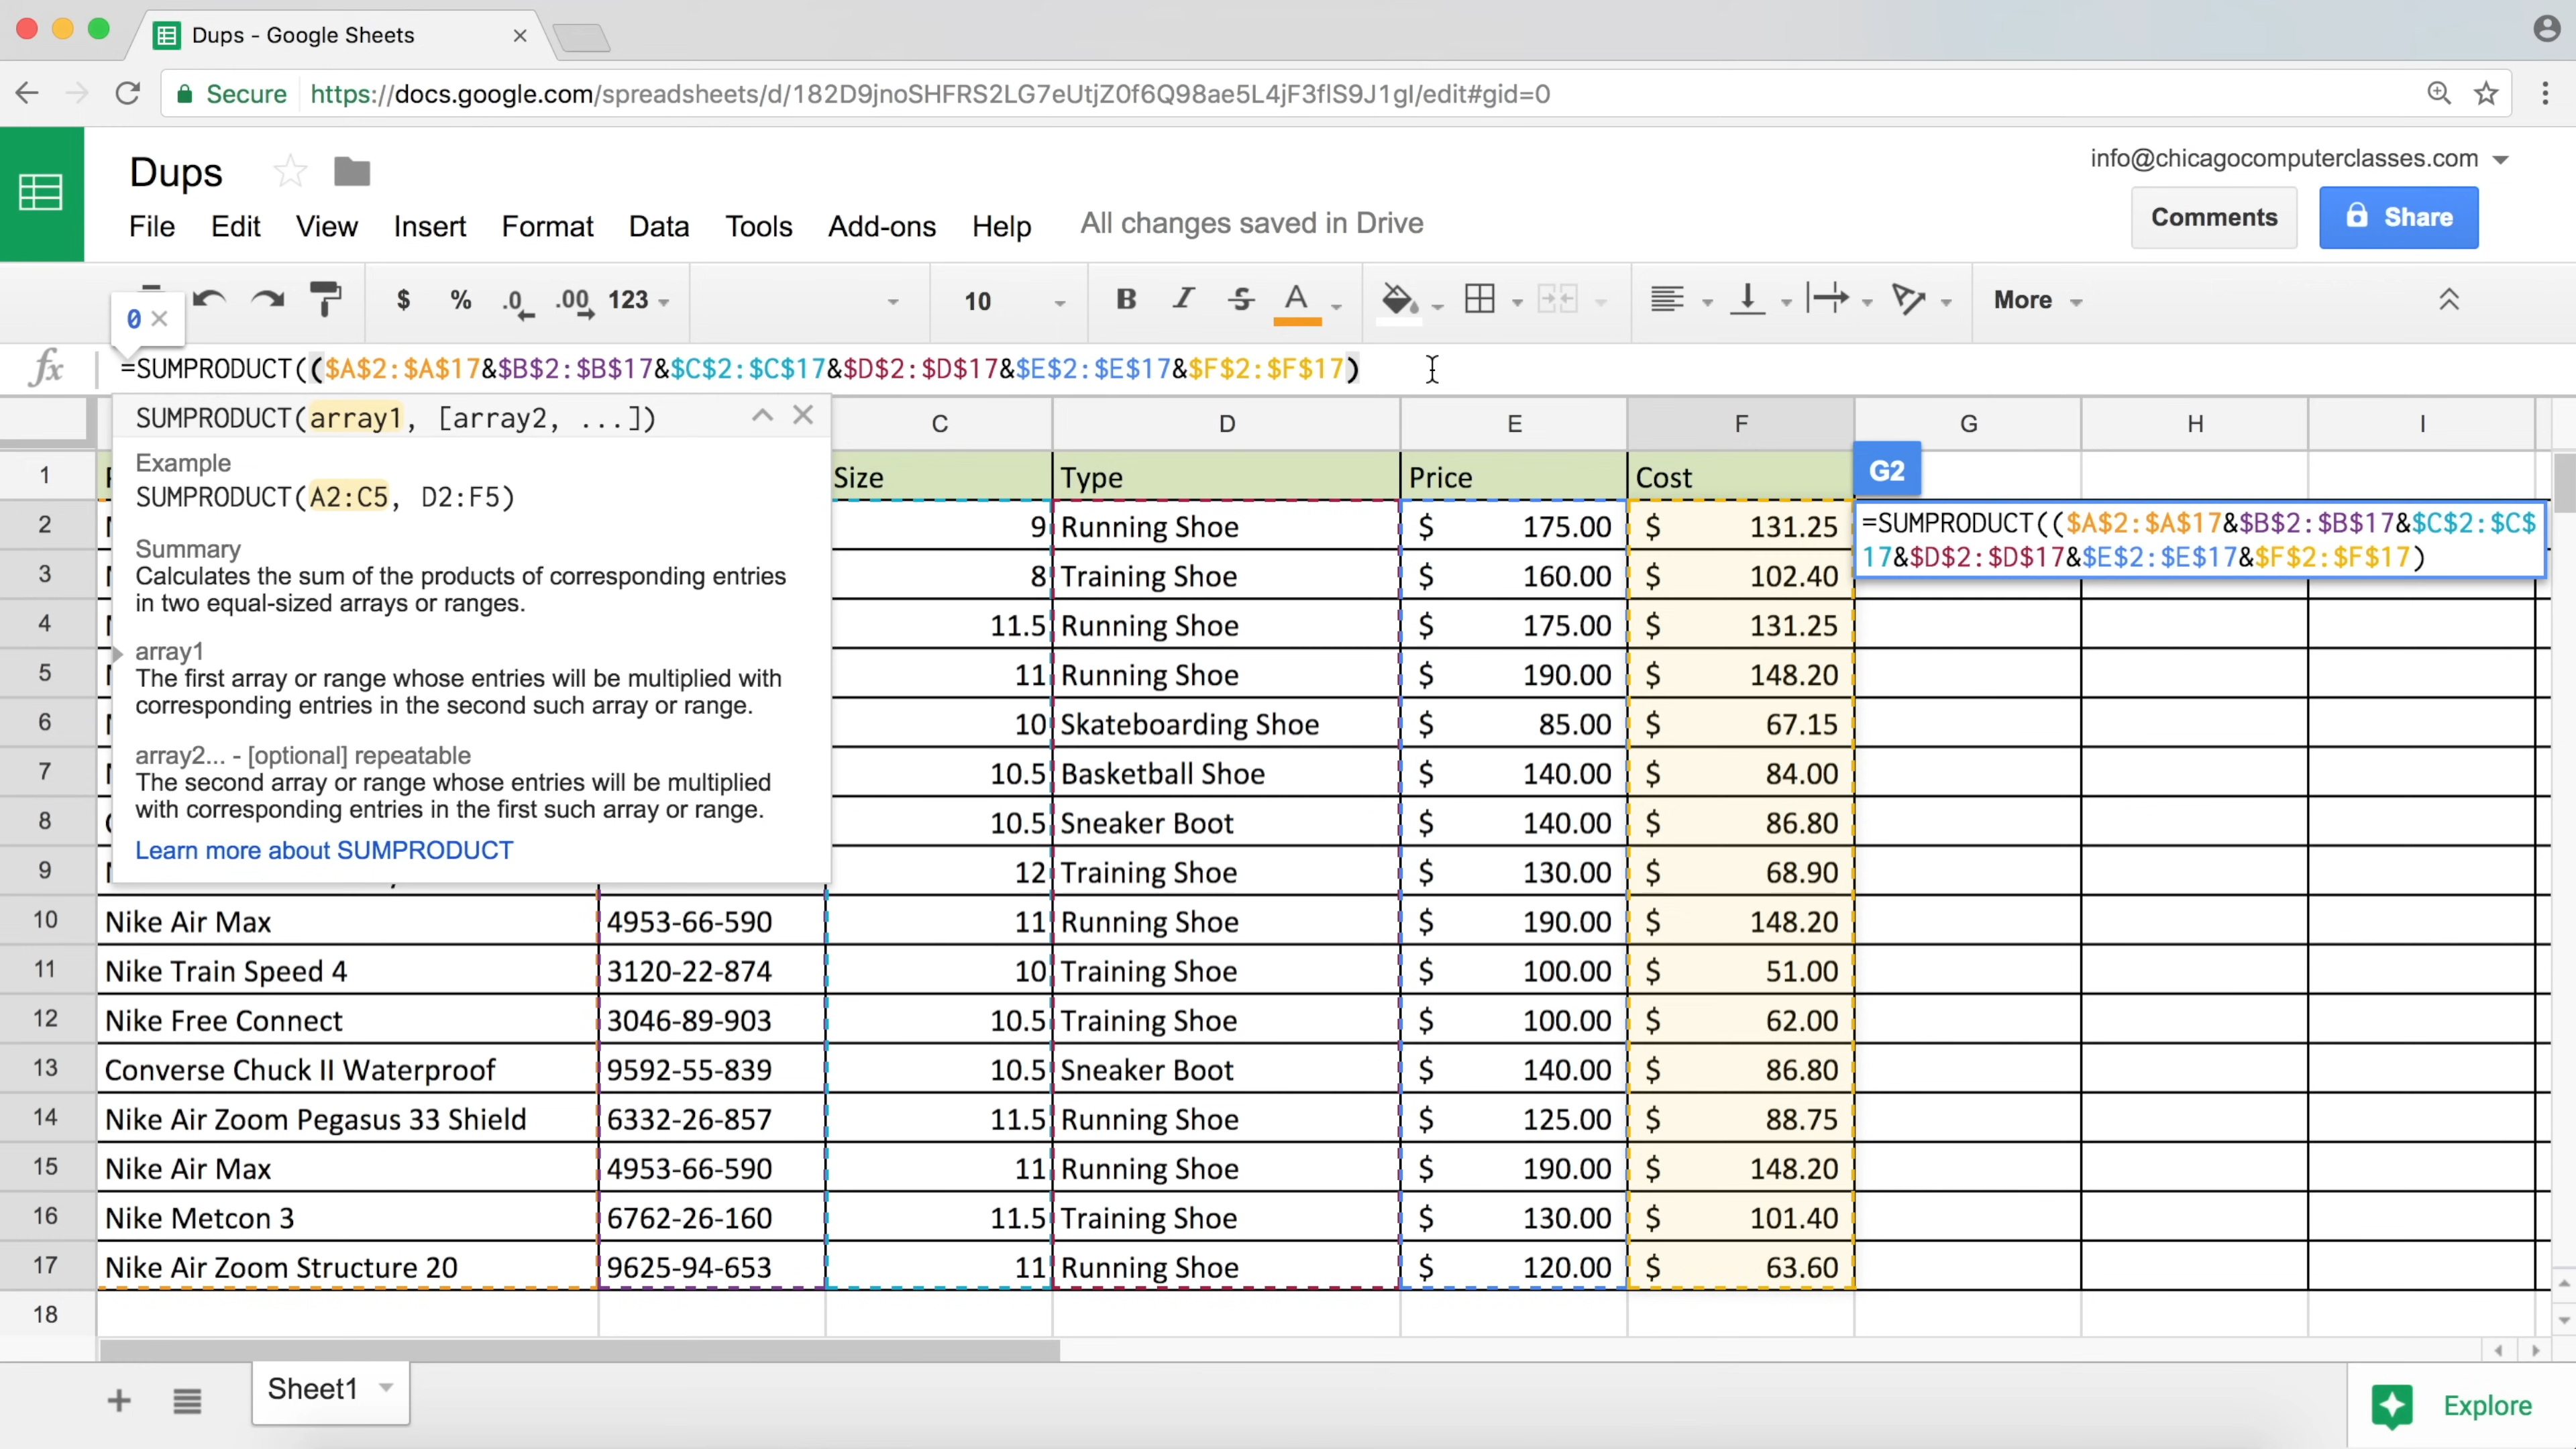 Dups - Google Sheets
Secure https://docs.google.com/spreadsheets/d/182D9jnoSHFRS2LG7eUtjZ0f6Q98ae5L4jF3flS9J1gI/edit#gid=0
Dups
info@chicagocomputerclasses.com
File Edit View Insert Format Data Tools Add-ons Help All changes saved in Drive
Comments Share
$ % .0 .00 123 10 B I S A More
0 ×
fx =SUMPRODUCT(($A$2:$A$17&$B$2:$B$17&$C$2:$C$17&$D$2:$D$17&$E$2:$E$17&$F$2:$F$17)
SUMPRODUCT(array1, [array2, ...])
Example
SUMPRODUCT(A2:C5, D2:F5)
Summary
Calculates the sum of the products of corresponding entries
in two equal-sized arrays or ranges.
array1
The first array or range whose entries will be multiplied with
corresponding entries in the second such array or range.
array2... - [optional] repeatable
The second array or range whose entries will be multiplied
with corresponding entries in the first such array or range.
Learn more about SUMPRODUCT
C D E F G H I
1 Size Type Price Cost
G2
=SUMPRODUCT(($A$2:$A$17&$B$2:$B$17&$C$2:$C$
17&$D$2:$D$17&$E$2:$E$17&$F$2:$F$17)
2 9 Running Shoe $ 175.00 $ 131.25
3 8 Training Shoe $ 160.00 $ 102.40
4 11.5 Running Shoe $ 175.00 $ 131.25
5 11 Running Shoe $ 190.00 $ 148.20
6 10 Skateboarding Shoe $ 85.00 $ 67.15
7 10.5 Basketball Shoe $ 140.00 $ 84.00
8 10.5 Sneaker Boot $ 140.00 $ 86.80
9 12 Training Shoe $ 130.00 $ 68.90
10 Nike Air Max 4953-66-590 11 Running Shoe $ 190.00 $ 148.20
11 Nike Train Speed 4 3120-22-874 10 Training Shoe $ 100.00 $ 51.00
12 Nike Free Connect 3046-89-903 10.5 Training Shoe $ 100.00 $ 62.00
13 Converse Chuck II Waterproof 9592-55-839 10.5 Sneaker Boot $ 140.00 $ 86.80
14 Nike Air Zoom Pegasus 33 Shield 6332-26-857 11.5 Running Shoe $ 125.00 $ 88.75
15 Nike Air Max 4953-66-590 11 Running Shoe $ 190.00 $ 148.20
16 Nike Metcon 3 6762-26-160 11.5 Training Shoe $ 130.00 $ 101.40
17 Nike Air Zoom Structure 20 9625-94-653 11 Running Shoe $ 120.00 $ 63.60
18
Sheet1
Explore